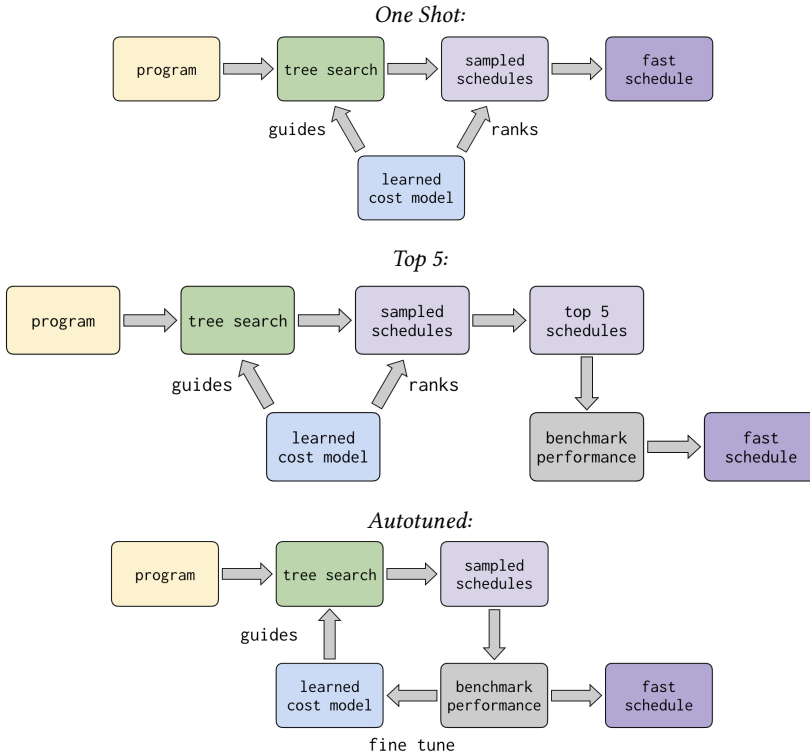 One Shot:
program
tree search
sampled
schedules
fast
schedule
guides
ranks
learned
cost model
Top 5:
program
tree search
sampled
schedules
top 5
schedules
guides
ranks
learned
cost model
benchmark
performance
fast
schedule
Autotuned:
program
tree search
sampled
schedules
guides
learned
cost model
benchmark
performance
fast
schedule
fine tune